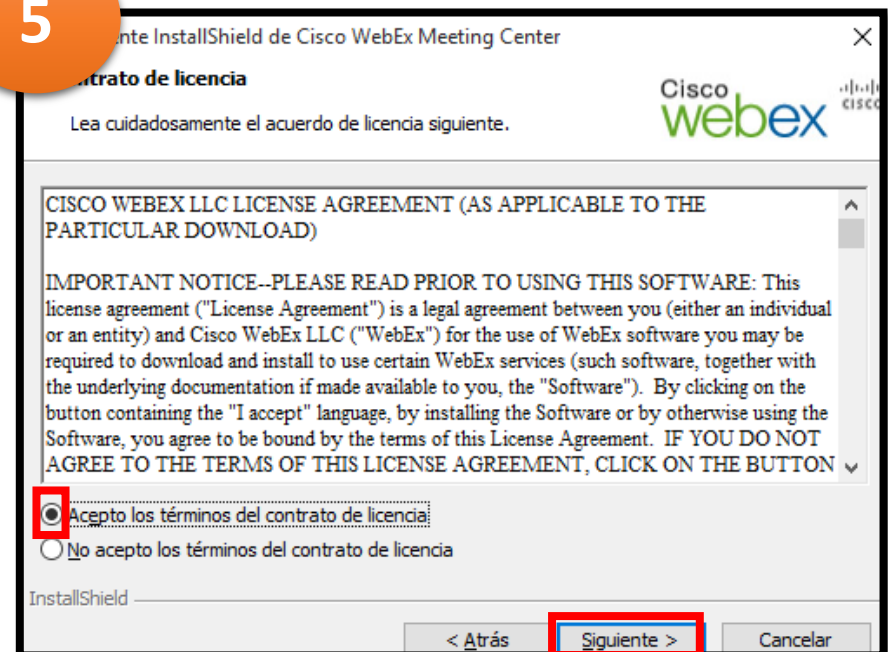 5
ente InstallShield de Cisco WebEx Meeting Center
trato de licencia
Lea cuidadosamente el acuerdo de licencia siguiente.
Cisco
webex
cisco
CISCO WEBEX LLC LICENSE AGREEMENT (AS APPLICABLE TO THE
PARTICULAR DOWNLOAD)
IMPORTANT NOTICE--PLEASE READ PRIOR TO USING THIS SOFTWARE: This
license agreement ("License Agreement") is a legal agreement between you (either an individual
or an entity) and Cisco WebEx LLC ("WebEx") for the use of WebEx software you may be
required to download and install to use certain WebEx services (such software, together with
the underlying documentation if made available to you, the "Software"). By clicking on the
button containing the "I accept" language, by installing the Software or by otherwise using the
Software, you agree to be bound by the terms of this License Agreement. IF YOU DO NOT
AGREE TO THE TERMS OF THIS LICENSE AGREEMENT, CLICK ON THE BUTTON
Acepto los términos del contrato de licencia
No acepto los términos del contrato de licencia
InstallShield
< Atrás
Siguiente >
Cancelar